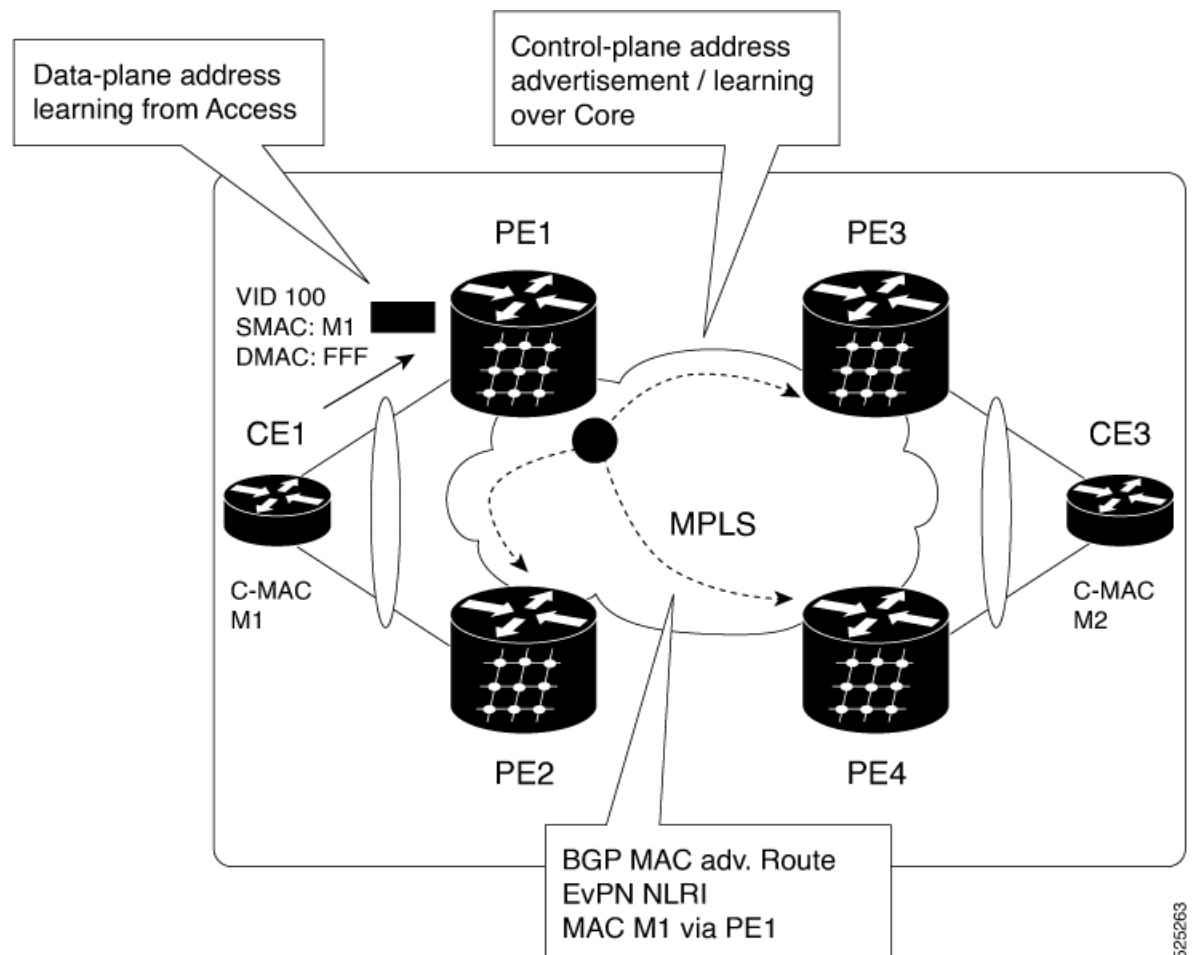 Data-plane address
learning from Access
Control-plane address
advertisement / learning
over Core
PE1
PE3
VID 100
SMAC: M1
DMAC: FFF
CE1
CE3
MPLS
C-MAC
M1
C-MAC
M2
PE2
PE4
BGP MAC adv. Route
EvPN NLRI
MAC M1 via PE1
525263